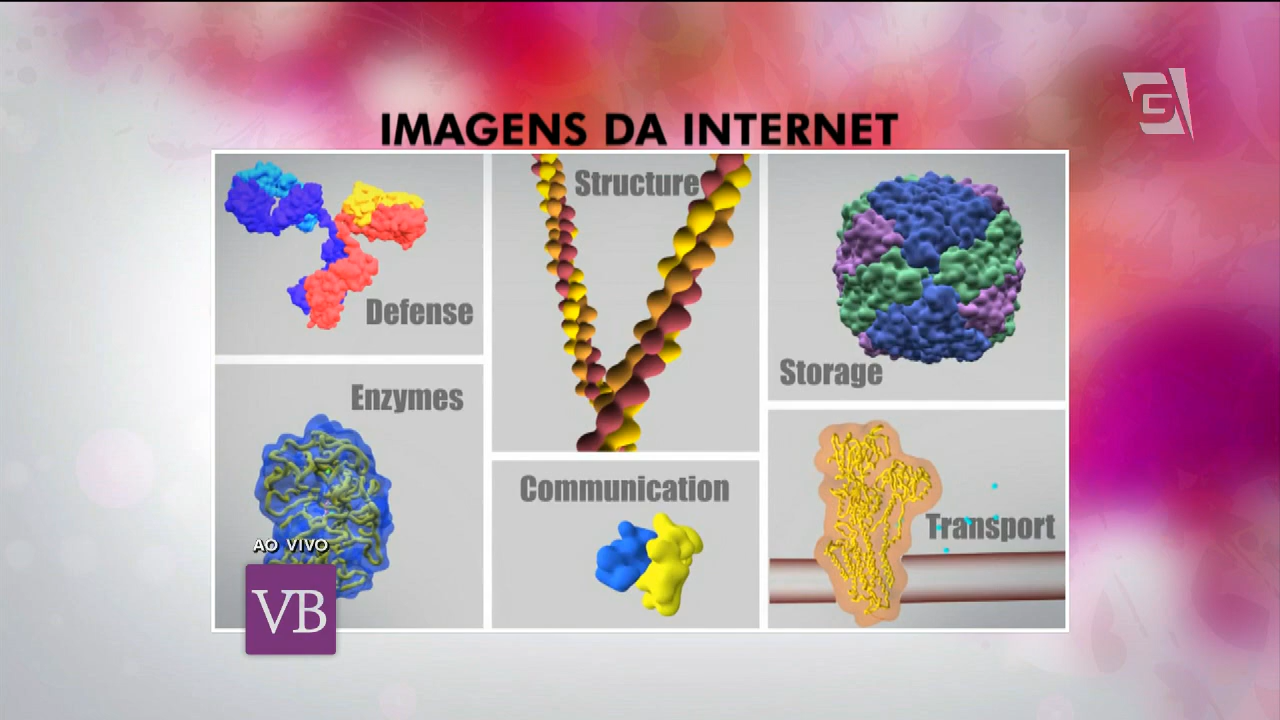 IMAGENS DA INTERNET
Defense
Structure
Storage
Enzymes
Communication
Transport
AO VIVO
VB
G